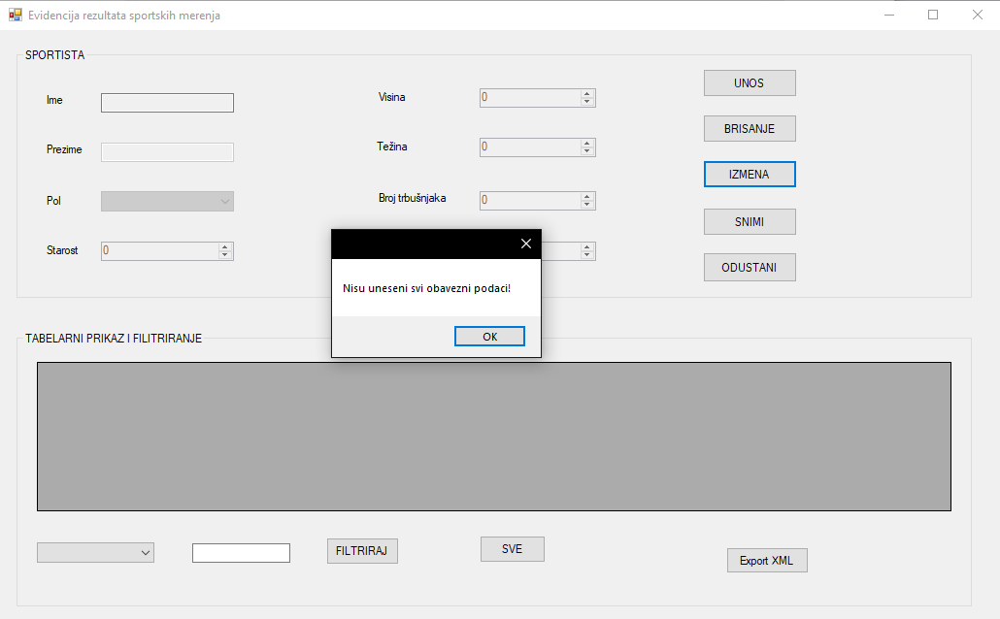 Evidencija rezultata sportskih merenja
SPORTISTA
Ime
Visina
0
UNOS
BRISANJE
Prezime
Težina
0
IZMENA
Pol
Broj trbušnjaka
0
SNIMI
Starost
0
ODUSTANI
Nisu uneseni svi obavezni podaci!
OK
TABELARNI PRIKAZ I FILITRIRANJE
FILTRIRAJ
SVE
Export XML